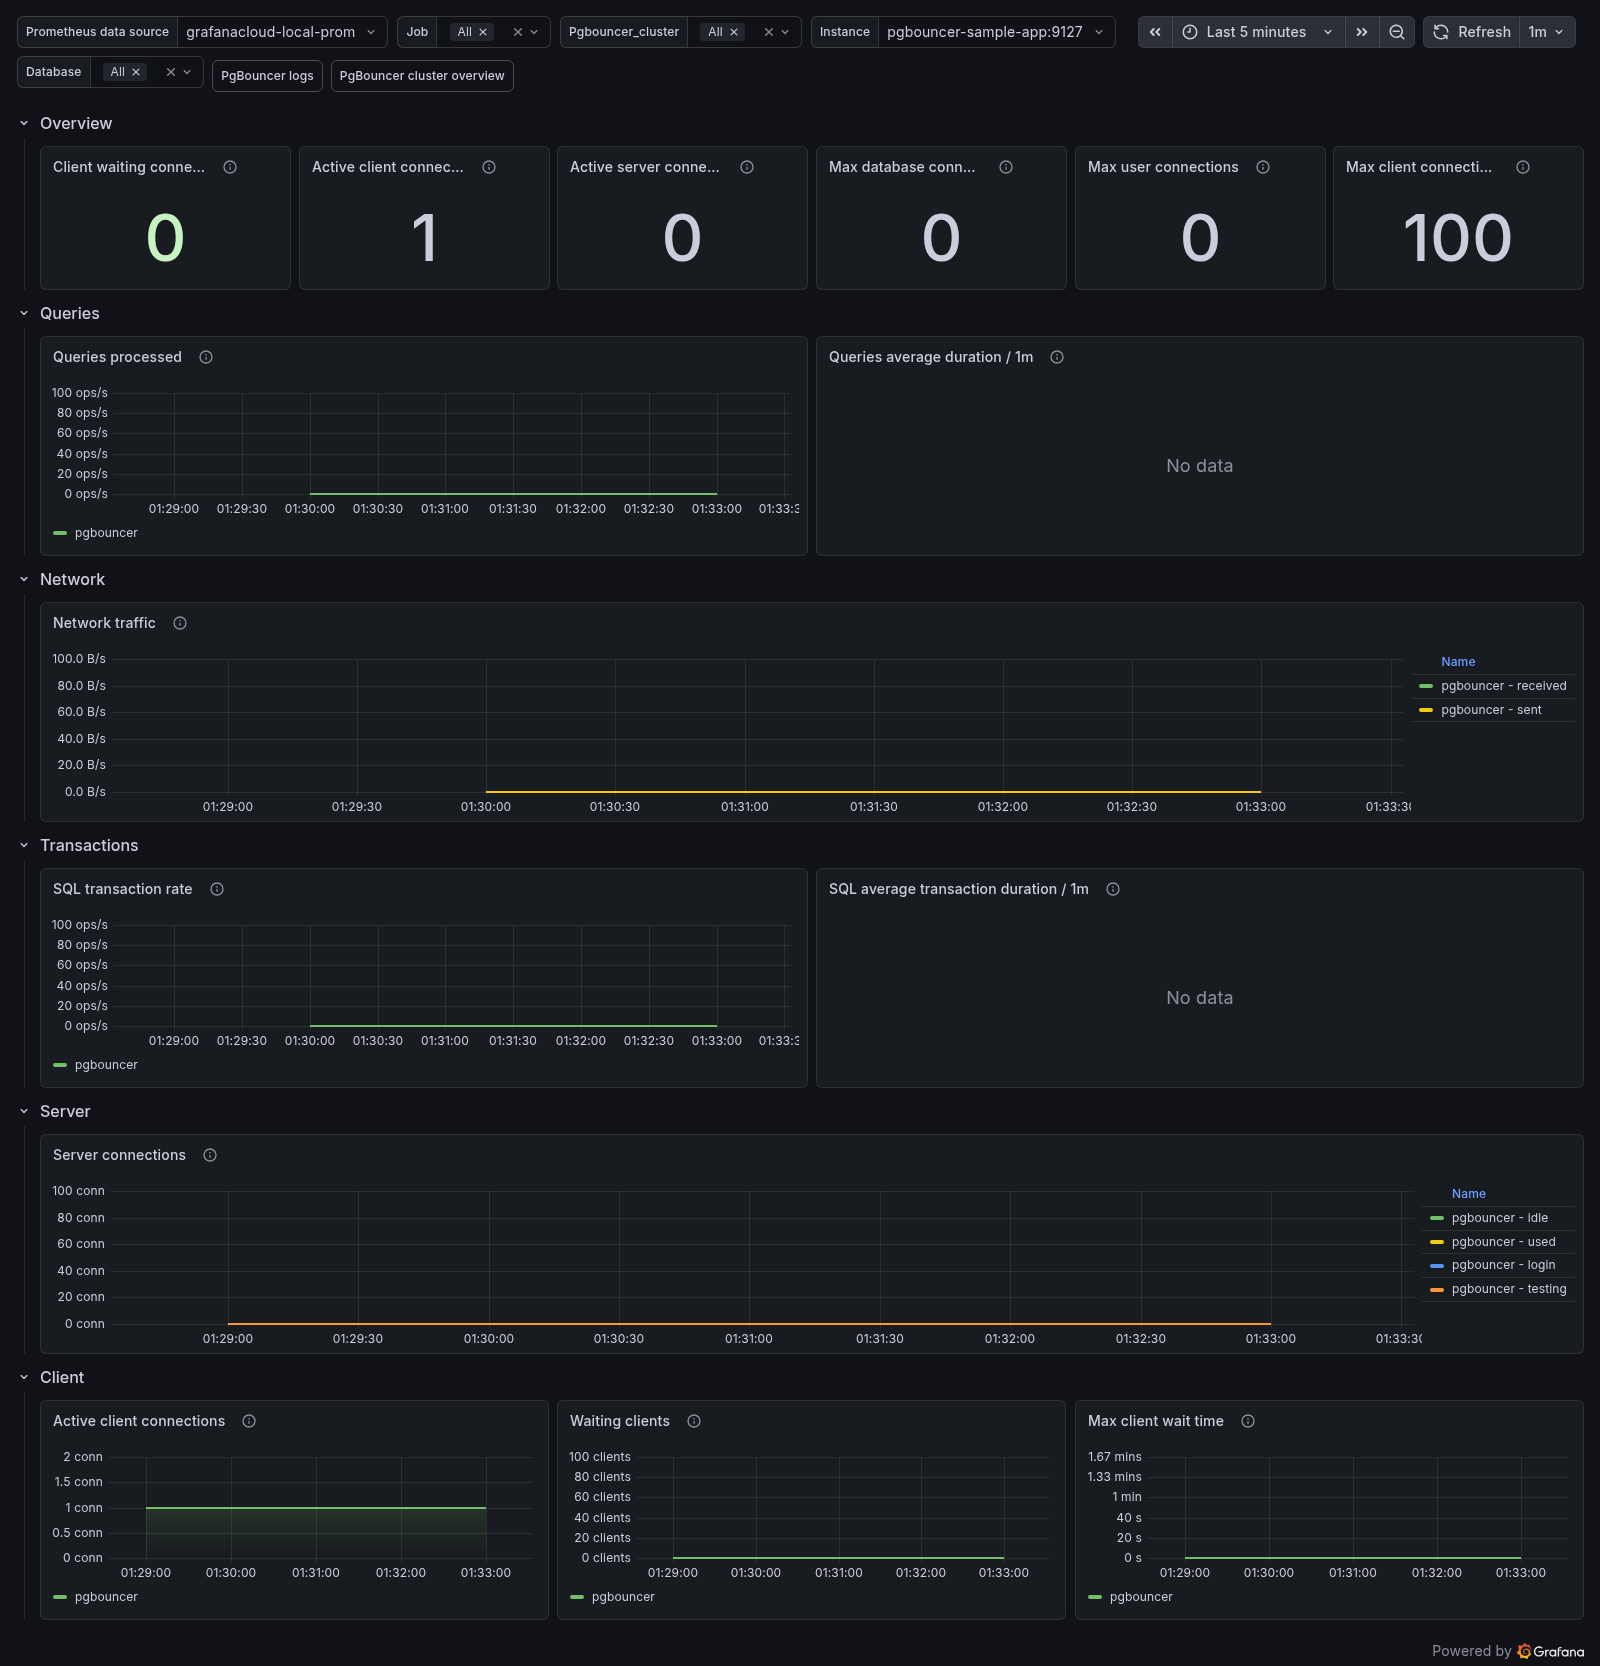 Prometheus data source grafanacloud-local-prom Job All Pgbouncer_cluster All Instance pgbouncer-sample-app:9127 Last 5 minutes Refresh 1m
Database All PgBouncer logs PgBouncer cluster overview
Overview
Client waiting conne... Active client connec... Active server conne... Max database conn... Max user connections Max client connecti...
0 1 0 0 0 100
Queries
Queries processed
100 ops/s
80 ops/s
60 ops/s
40 ops/s
20 ops/s
0 ops/s
01:29:00 01:29:30 01:30:00 01:30:30 01:31:00 01:31:30 01:32:00 01:32:30 01:33:00 01:33:3
pgbouncer
Queries average duration / 1m
No data
Network
Network traffic
100.0 B/s
80.0 B/s
60.0 B/s
40.0 B/s
20.0 B/s
0.0 B/s
01:29:00 01:29:30 01:30:00 01:30:30 01:31:00 01:31:30 01:32:00 01:32:30 01:33:00 01:33:30
Name
pgbouncer - received
pgbouncer - sent
Transactions
SQL transaction rate
100 ops/s
80 ops/s
60 ops/s
40 ops/s
20 ops/s
0 ops/s
01:29:00 01:29:30 01:30:00 01:30:30 01:31:00 01:31:30 01:32:00 01:32:30 01:33:00 01:33:3
pgbouncer
SQL average transaction duration / 1m
No data
Server
Server connections
100 conn
80 conn
60 conn
40 conn
20 conn
0 conn
01:29:00 01:29:30 01:30:00 01:30:30 01:31:00 01:31:30 01:32:00 01:32:30 01:33:00 01:33:30
Name
pgbouncer - idle
pgbouncer - used
pgbouncer - login
pgbouncer - testing
Client
Active client connections
2 conn
1.5 conn
1 conn
0.5 conn
0 conn
01:29:00 01:30:00 01:31:00 01:32:00 01:33:00
pgbouncer
Waiting clients
100 clients
80 clients
60 clients
40 clients
20 clients
0 clients
01:29:00 01:30:00 01:31:00 01:32:00 01:33:00
pgbouncer
Max client wait time
1.67 mins
1.33 mins
1 min
40 s
20 s
0 s
01:29:00 01:30:00 01:31:00 01:32:00 01:33:00
pgbouncer
Powered by Grafana